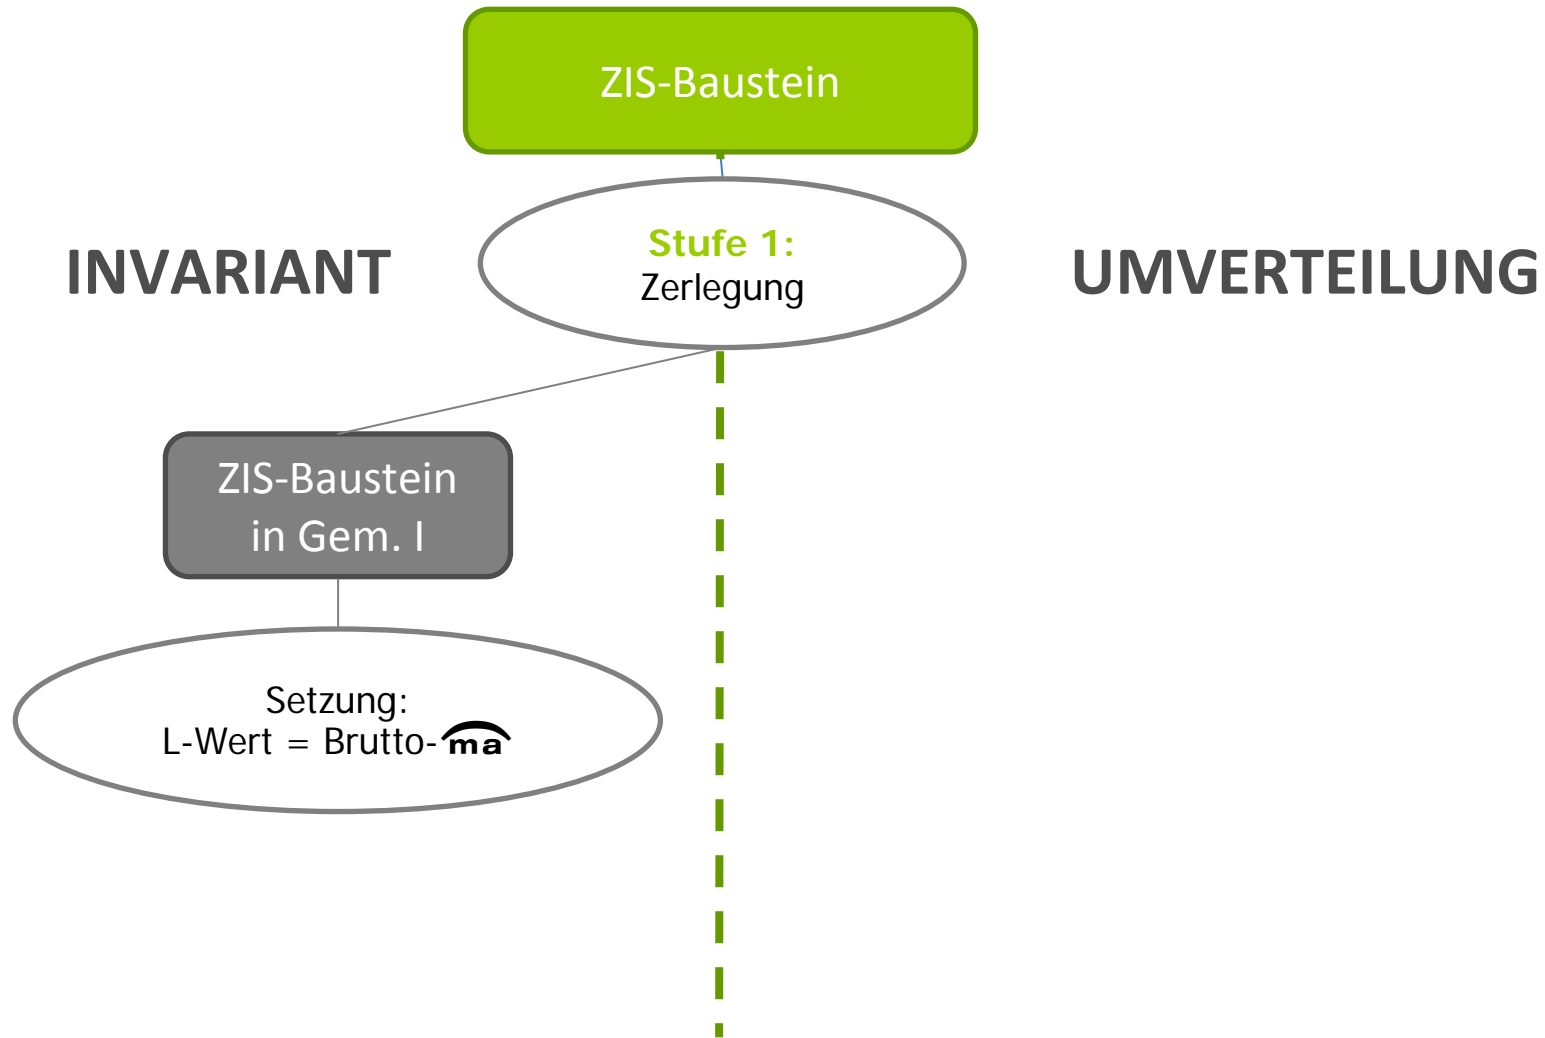 ZIS-Baustein
Stufe 1:
Zerlegung
INVARIANT
UMVERTEILUNG
ZIS-Baustein
in Gem. I
Setzung:
L-Wert = Brutto-ma